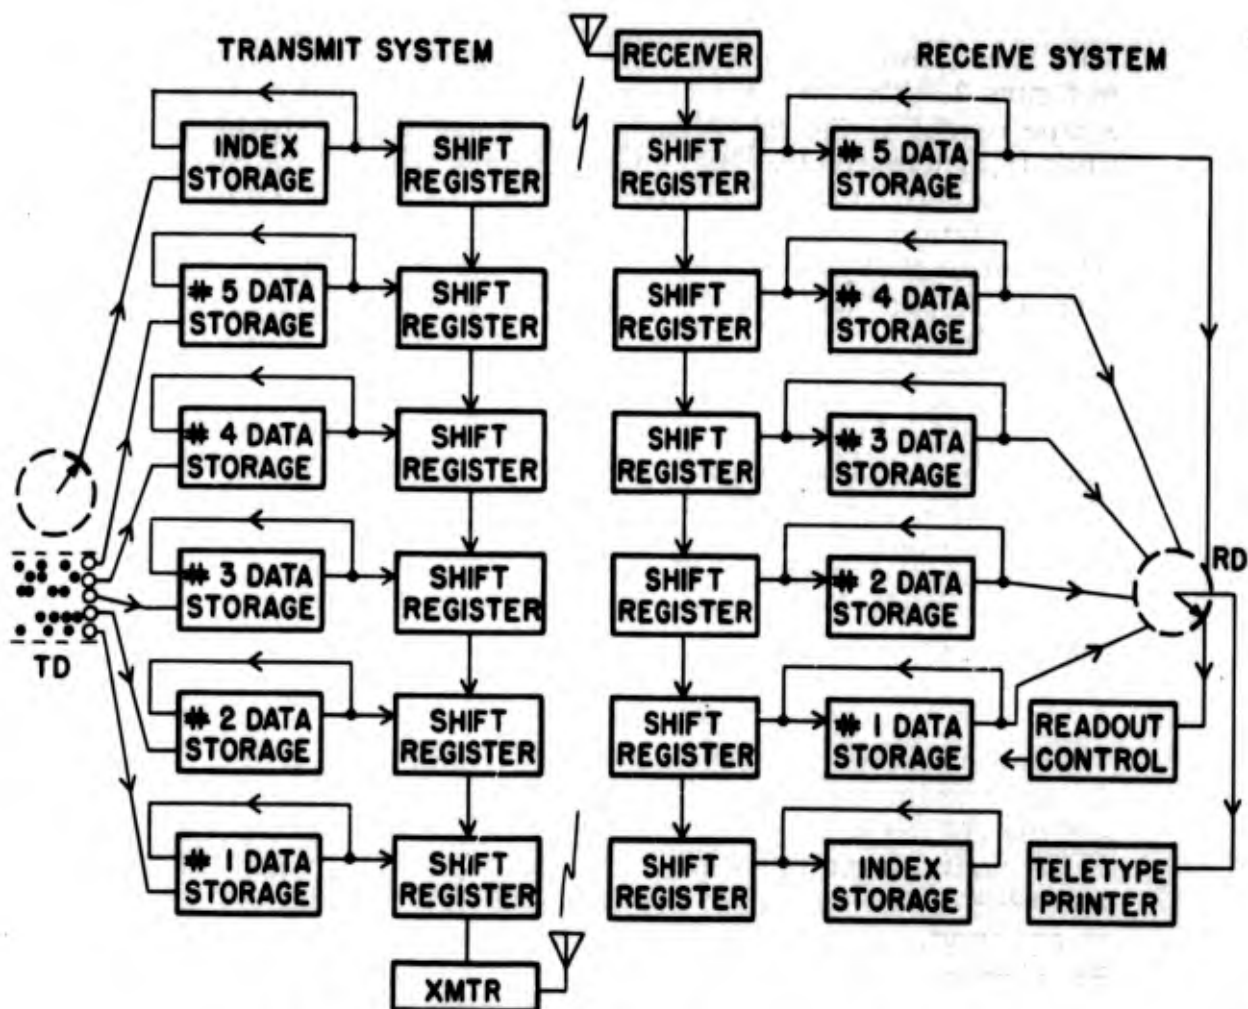 TRANSMIT SYSTEM
INDEX
STORAGE
SHIFT
REGISTER
# 5 DATA
STORAGE
SHIFT
REGISTER
# 4 DATA
STORAGE
SHIFT
REGISTER
# 3 DATA
STORAGE
SHIFT
REGISTER
# 2 DATA
STORAGE
SHIFT
REGISTER
# 1 DATA
STORAGE
SHIFT
REGISTER
TD
XMTR
RECEIVER
RECEIVE SYSTEM
SHIFT
REGISTER
# 5 DATA
STORAGE
SHIFT
REGISTER
# 4 DATA
STORAGE
SHIFT
REGISTER
# 3 DATA
STORAGE
SHIFT
REGISTER
# 2 DATA
STORAGE
RD
SHIFT
REGISTER
# 1 DATA
STORAGE
READOUT
CONTROL
SHIFT
REGISTER
INDEX
STORAGE
TELETYPE
PRINTER